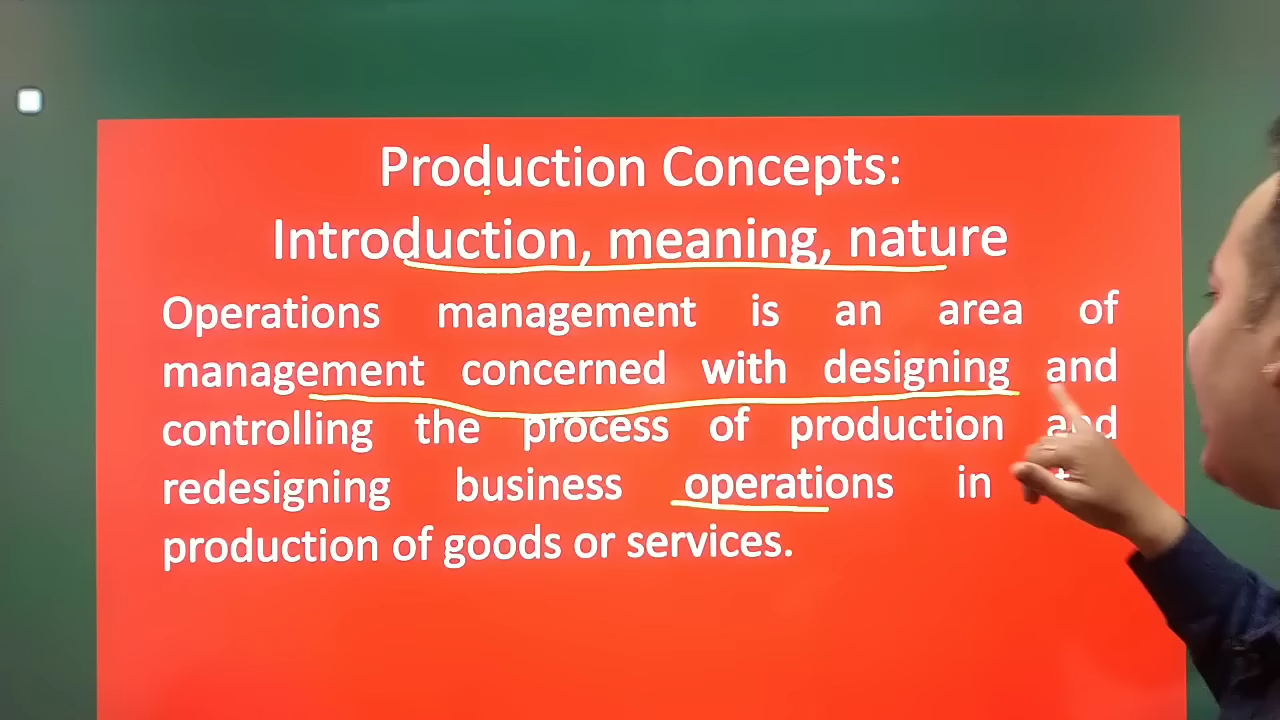 Production Concepts:
Introduction, meaning, nature
Operations management is an area of
management concerned with designing and
controlling the process of production and
redesigning business operations in
production of goods or services.